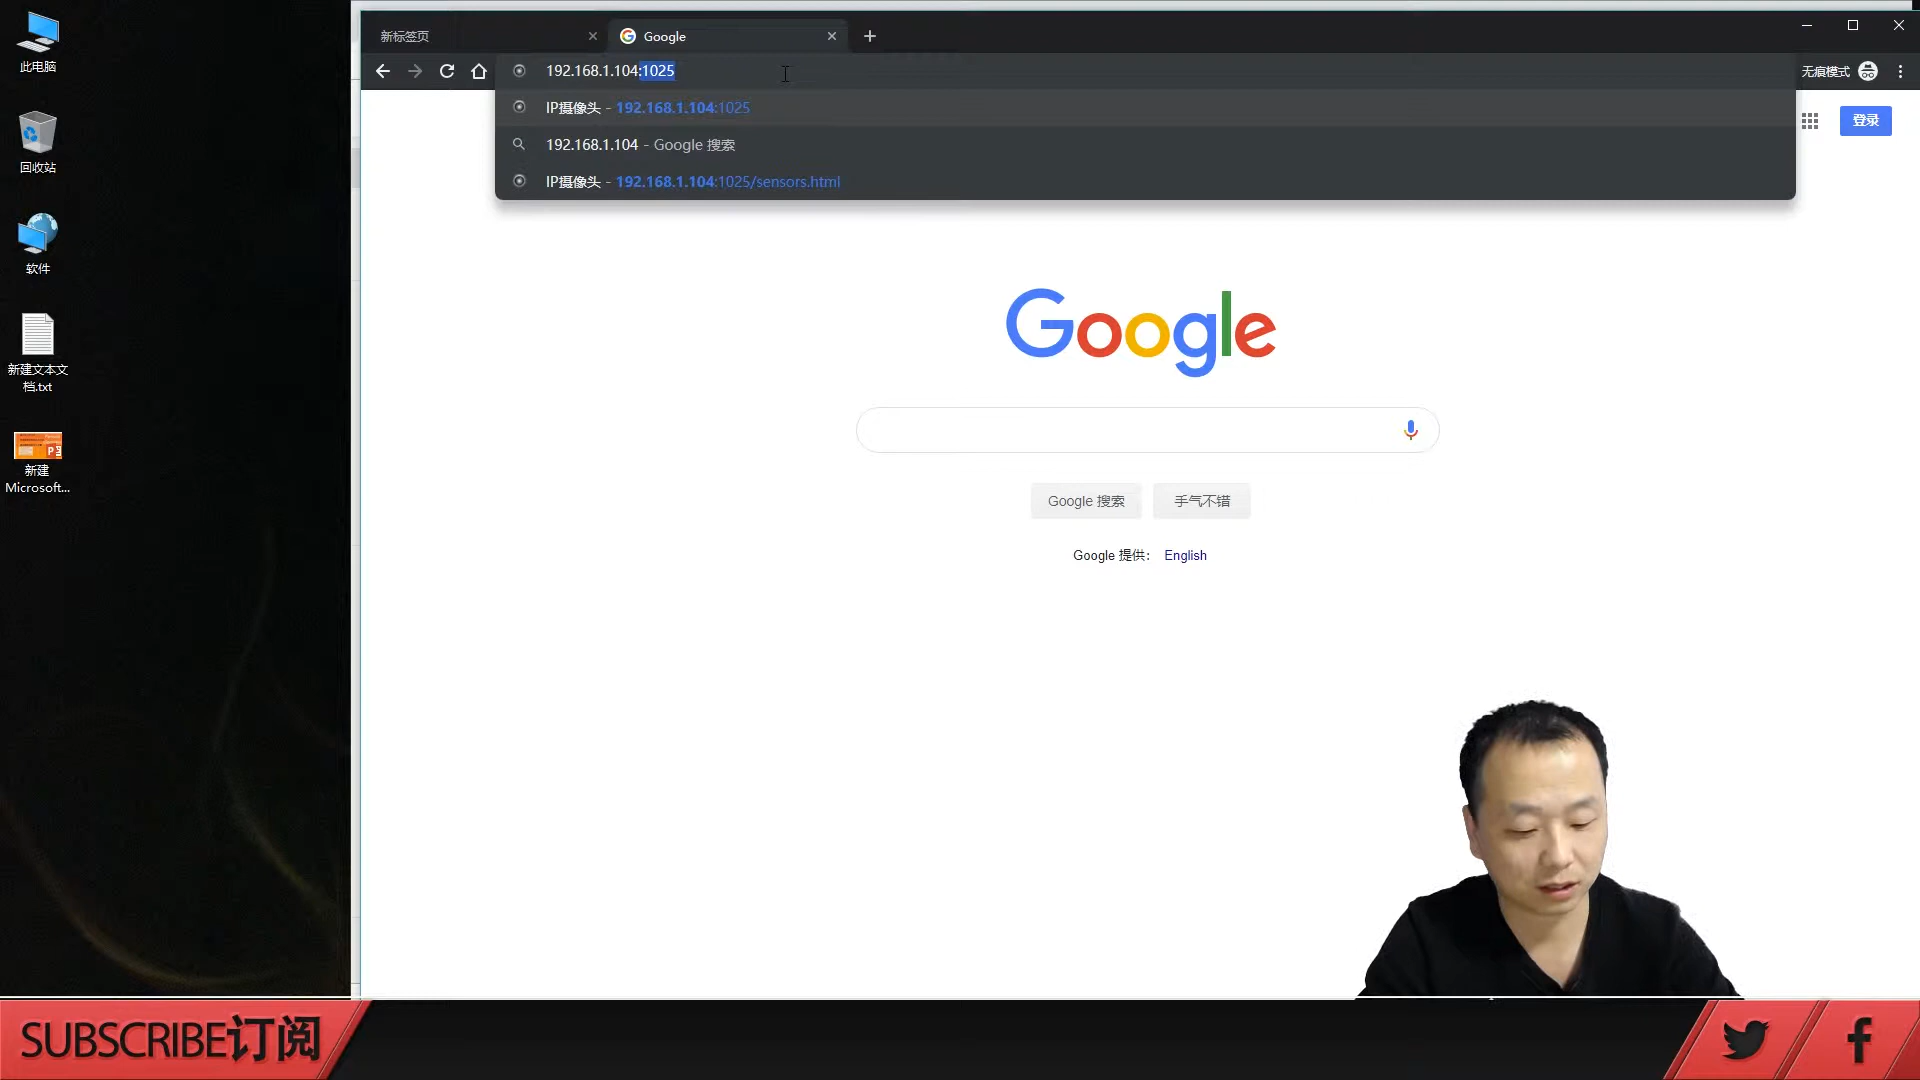 此电脑
回收站
软件
新建文本文
档.txt
新建
Microsoft...
新标签页
Google
192.168.1.104:1025
无痕模式
IP摄像头 - 192.168.1.104:1025
192.168.1.104 - Google 搜索
IP摄像头 - 192.168.1.104:1025/sensors.html
登录
Google
Google 搜索
手气不错
Google 提供: English
SUBSCRIBE订阅